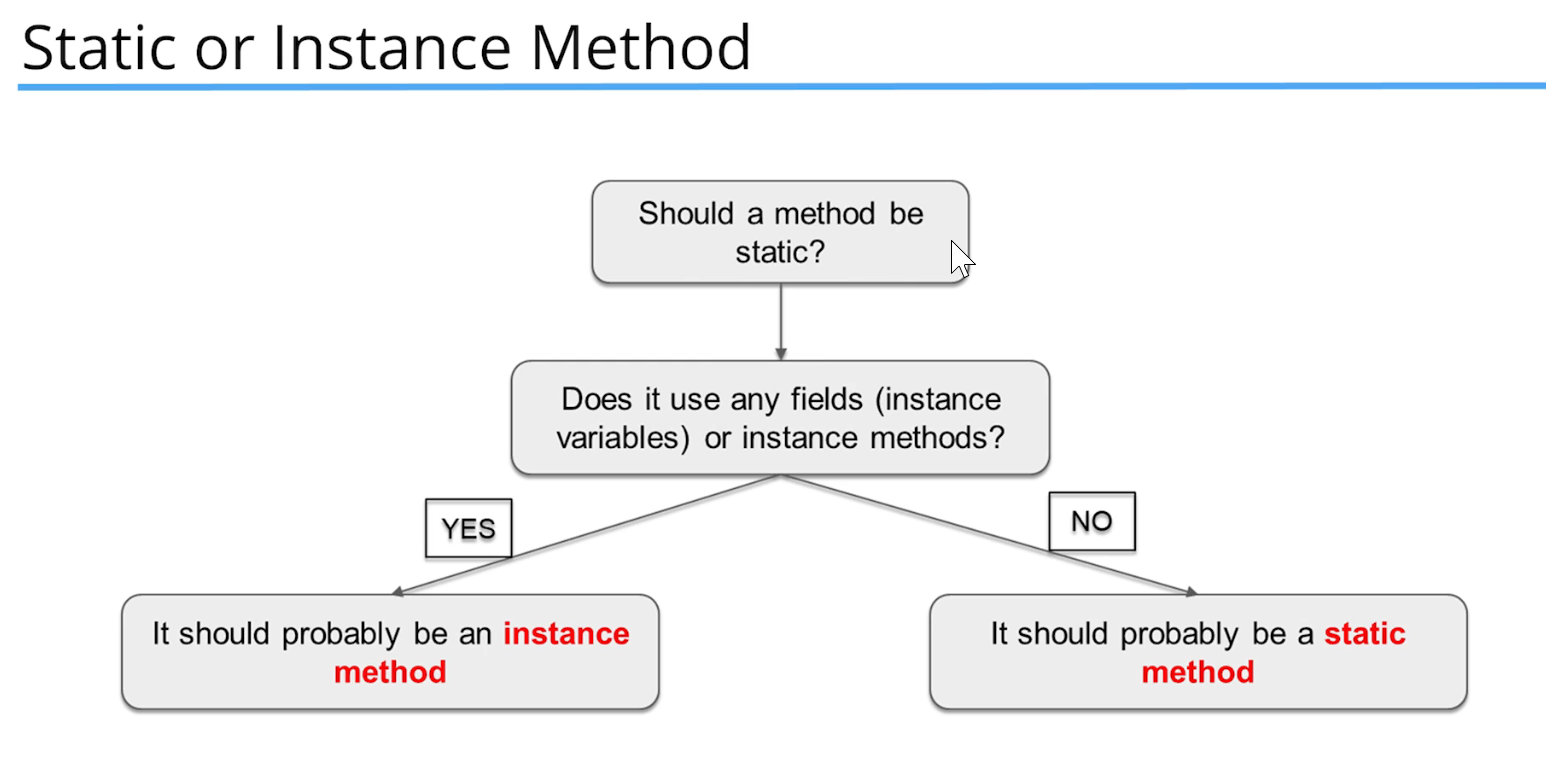 Static or Instance Method
Should a method be
static?
Does it use any fields (instance
variables) or instance methods?
YES
NO
It should probably be an instance
method
It should probably be a static
method